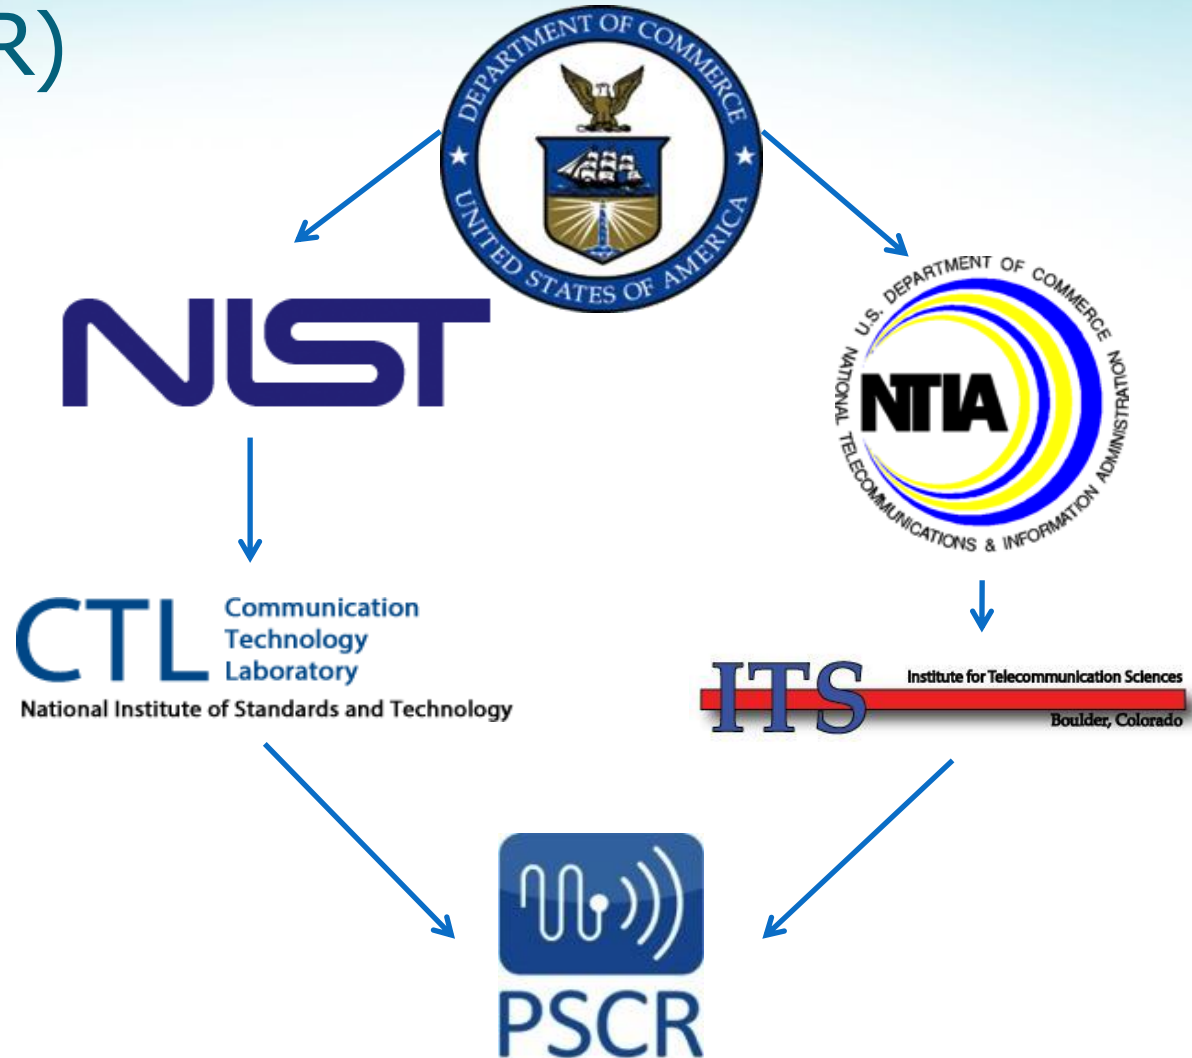 R)
DEPARTMENT OF COMMERCE
UNITED STATES OF AMERICA
NIST
U.S. DEPARTMENT OF COMMERCE
NATIONAL TELECOMMUNICATIONS & INFORMATION ADMINISTRATION
NTIA
CTL
Communication
Technology
Laboratory
National Institute of Standards and Technology
ITS
Institute for Telecommunication Sciences
Boulder, Colorado
PSCR